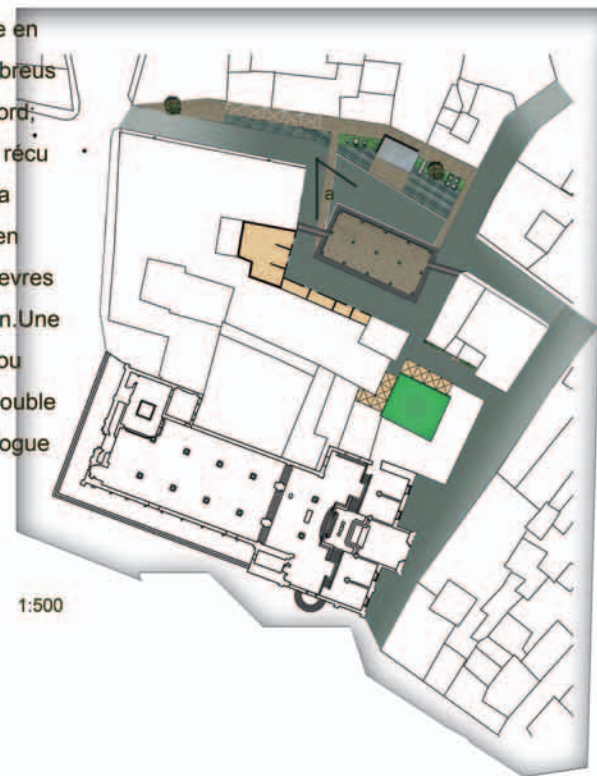 e en
breus
ord;
récu
a
en
evres
n.Une
ou
ouble
ogue
a
1:500